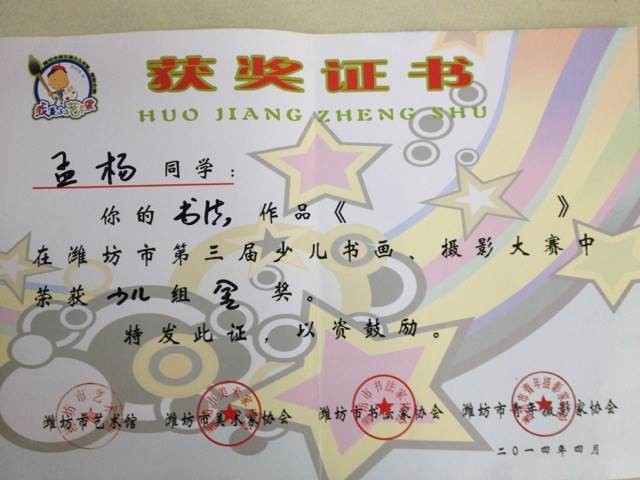 获奖证书
HUO JIANG ZHENG SHU
孟杨同学：
你的书法作品《 》
在潍坊市第三届少儿书画、摄影大赛中
荣获少儿组金奖。
特发此证，以资鼓励。
潍坊市艺术馆 潍坊市美术家协会 潍坊市书法家协会 潍坊市青年摄影家协会
二〇一四年四月